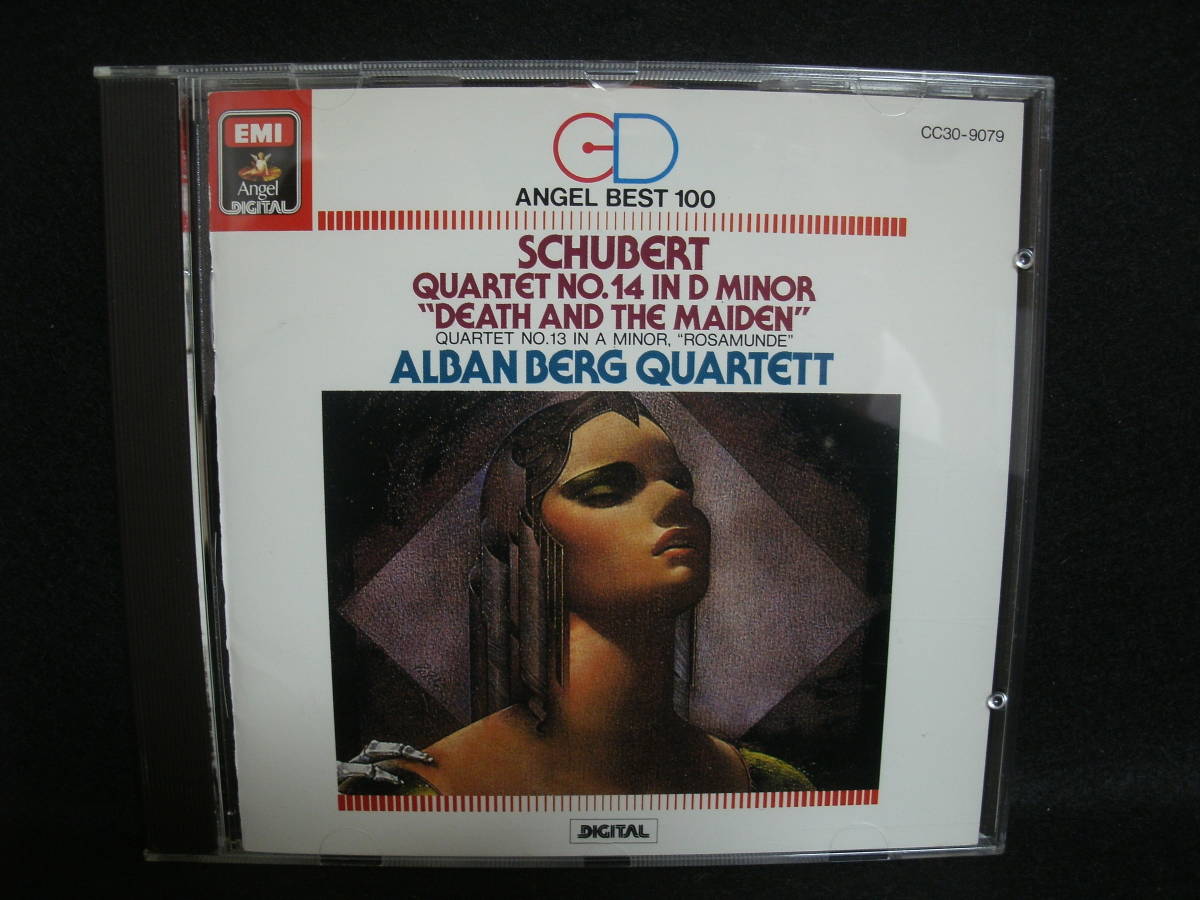 EMI
Angel
DIGITAL
CD
CC30-9079
ANGEL BEST 100
SCHUBERT
QUARTET NO.14 IN D MINOR
“DEATH AND THE MAIDEN”
QUARTET NO.13 IN A MINOR, “ROSAMUNDE”
ALBAN BERG QUARTETT
DIGITAL